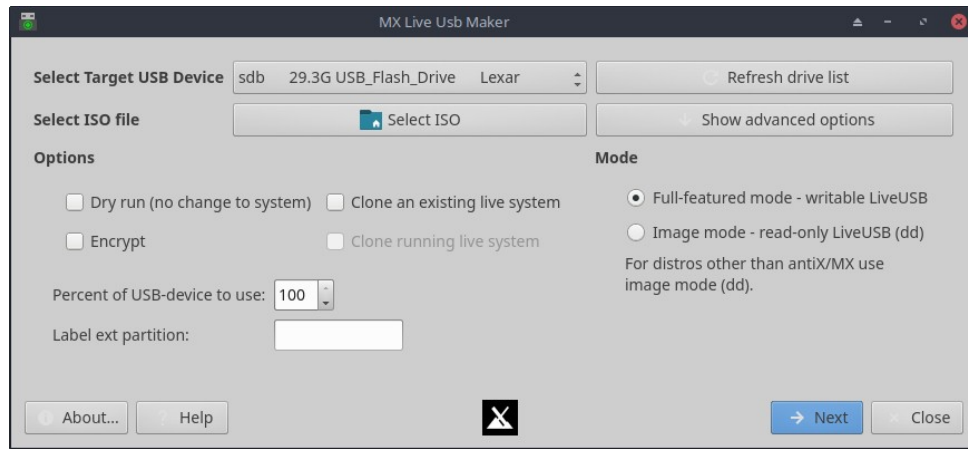 MX Live Usb Maker
Select Target USB Device sdb 29.3G USB_Flash_Drive Lexar Refresh drive list
Select ISO file Select ISO Show advanced options
Options Mode
Dry run (no change to system) Clone an existing live system Full-featured mode - writable LiveUSB
Encrypt Clone running live system Image mode - read-only LiveUSB (dd)
For distros other than antiX/MX use
image mode (dd).
Percent of USB-device to use: 100
Label ext partition:
About... Help Next Close